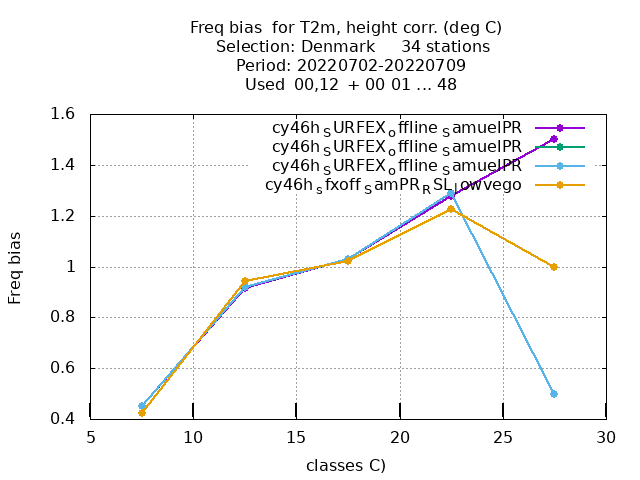 Freq bias  for T2m, height corr. (deg C)
Selection: Denmark     34 stations
Period: 20220702-20220709
Used  00,12  + 00 01 ... 48
1.6
1.4
1.2
1
0.8
0.6
0.4
5
10
15
20
25
30
Freq bias
classes C)
cy46h_SURFEX_offline_SamuelPR
cy46h_SURFEX_offline_SamuelPR
cy46h_SURFEX_offline_SamuelPR
cy46h_sfxoff_SamPR_RSL_lowvego